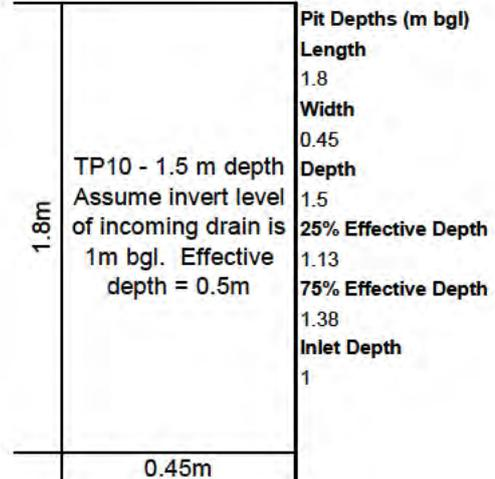 1.8m
TP10 - 1.5 m depth
Assume invert level
of incoming drain is
1m bgl. Effective
depth = 0.5m
0.45m
Pit Depths (m bgl)
Length
1.8
Width
0.45
Depth
1.5
25% Effective Depth
1.13
75% Effective Depth
1.38
Inlet Depth
1